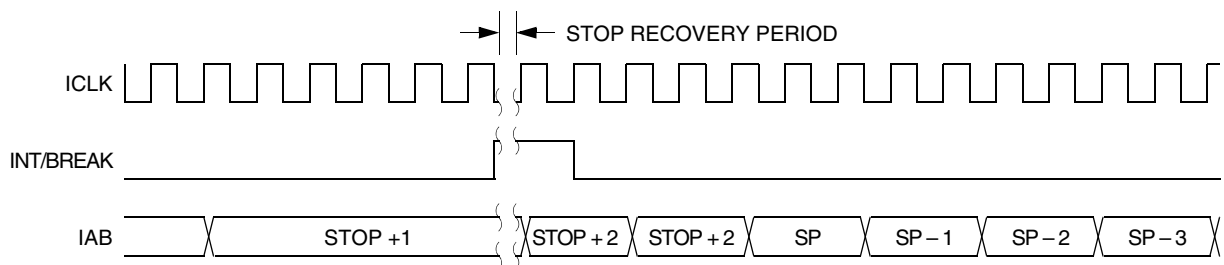 STOP RECOVERY PERIOD
ICLK
INT/BREAK
IAB STOP +1 STOP + 2 STOP + 2 SP SP – 1 SP – 2 SP – 3